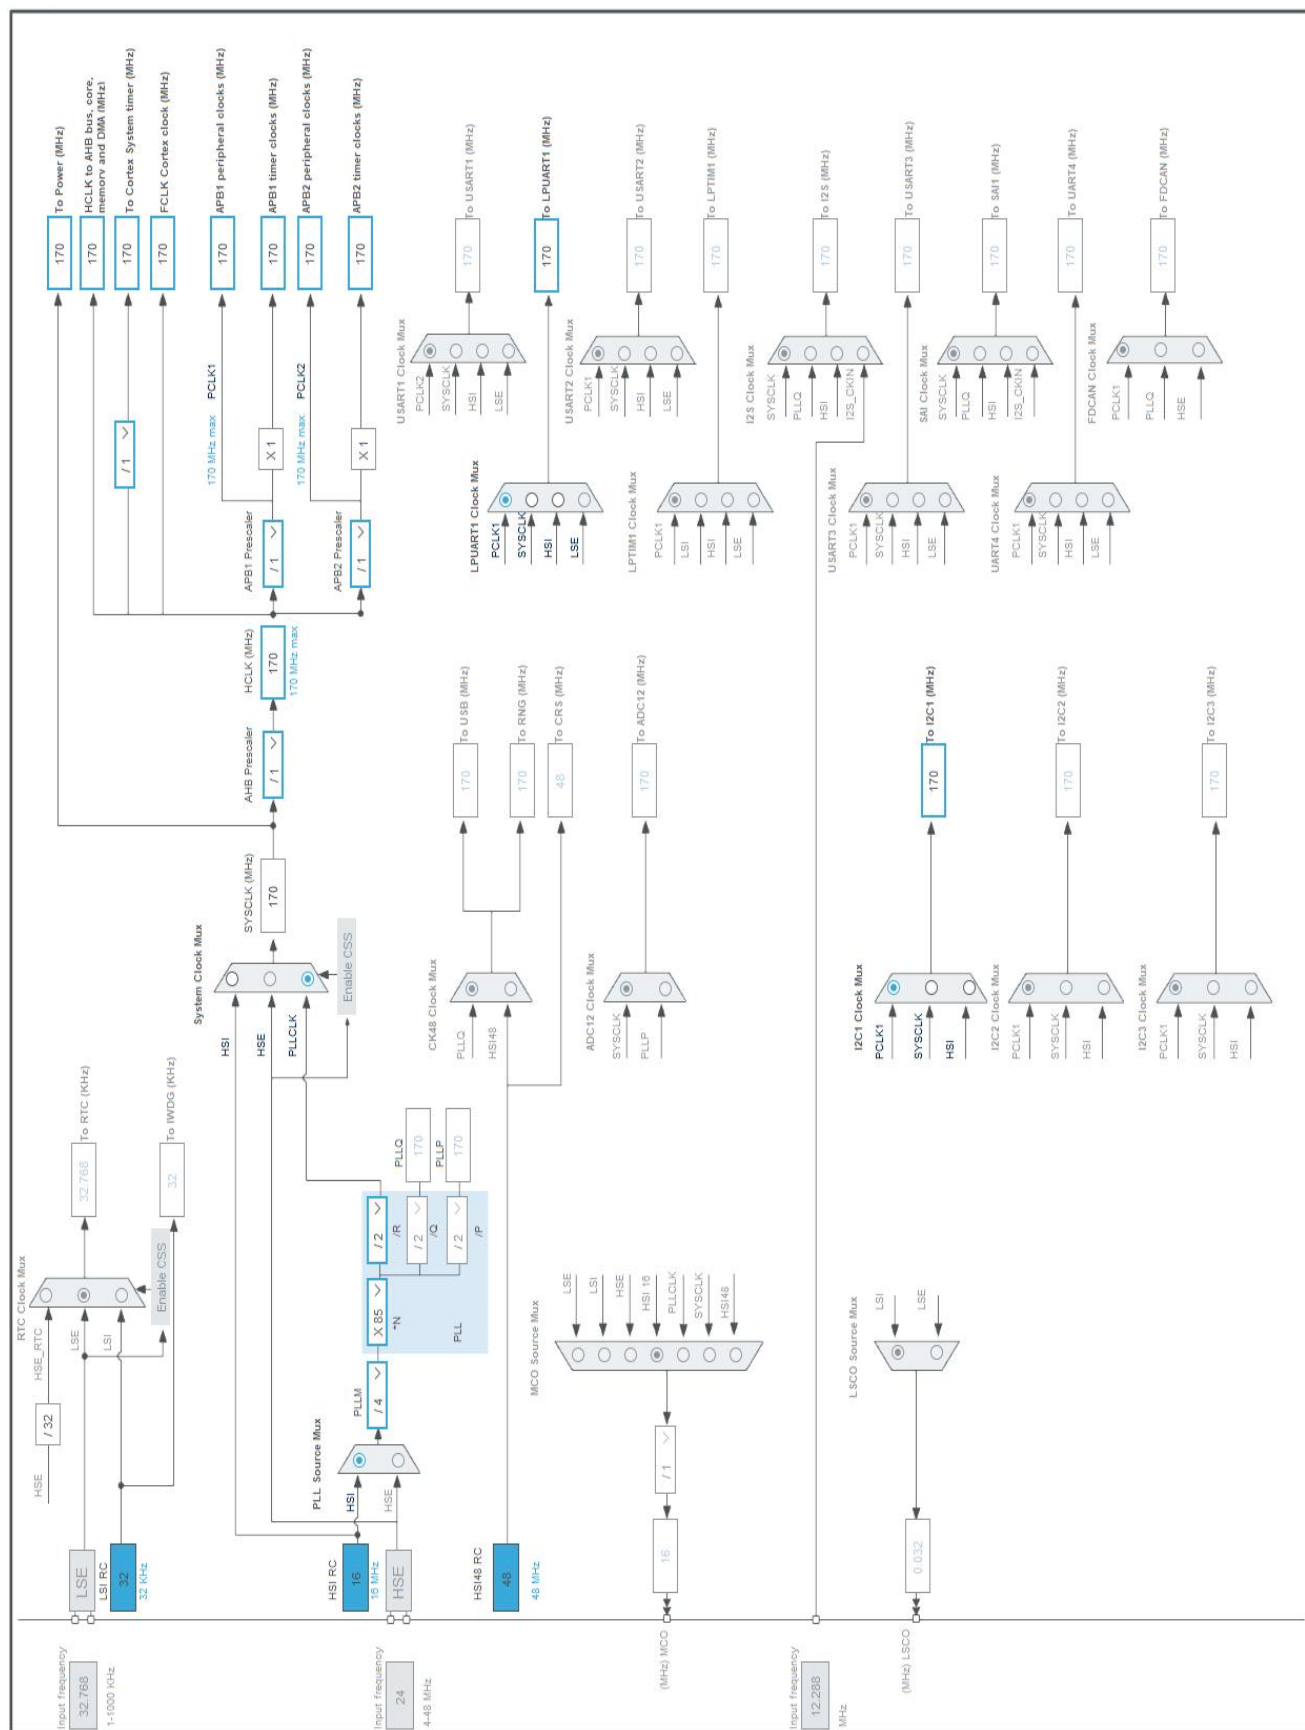 RTC Clock Mux
HSE
/ 32
HSE_RTC
To RTC (KHz)
32.768
Input frequency
32.768
1-1000 KHz
LSE
LSE
LSI RC
32
32 KHz
LSI
Enable CSS
To IWDG (KHz)
32
System Clock Mux
HSI
HSE
PLLCLK
Enable CSS
SYSCLK (MHz)
170
AHB Prescaler
/ 1
HCLK (MHz)
170
170 MHz max
To Power (MHz)
170
HCLK to AHB bus, core,
memory and DMA (MHz)
170
/ 1
To Cortex System timer (MHz)
170
FCLK Cortex clock (MHz)
170
APB1 Prescaler
/ 1
170 MHz max
PCLK1
APB1 peripheral clocks (MHz)
170
X 1
APB1 timer clocks (MHz)
170
APB2 Prescaler
/ 1
170 MHz max
PCLK2
APB2 peripheral clocks (MHz)
170
X 1
APB2 timer clocks (MHz)
170
PLL Source Mux
HSI RC
16
16 MHz
HSI
Input frequency
24
4-48 MHz
HSE
HSE
PLLM
/ 4
X 85
*N
/ 2
/R
/ 2
/Q
/ 2
/P
PLL
PLLQ
170
PLLP
170
HSI48 RC
48
48 MHz
CK48 Clock Mux
PLLQ
HSI48
To USB (MHz)
170
To RNG (MHz)
170
To CRS (MHz)
48
ADC12 Clock Mux
SYSCLK
PLLP
To ADC12 (MHz)
170
USART1 Clock Mux
PCLK2
SYSCLK
HSI
LSE
170
To USART1 (MHz)
LPUART1 Clock Mux
PCLK1
SYSCLK
HSI
LSE
170
To LPUART1 (MHz)
USART2 Clock Mux
PCLK1
SYSCLK
HSI
LSE
170
To USART2 (MHz)
LPTIM1 Clock Mux
PCLK1
LSI
HSI
LSE
170
To LPTIM1 (MHz)
I2S Clock Mux
SYSCLK
PLLQ
HSI
I2S_CKIN
170
To I2S (MHz)
USART3 Clock Mux
PCLK1
SYSCLK
HSI
LSE
170
To USART3 (MHz)
SAI Clock Mux
SYSCLK
PLLQ
HSI
I2S_CKIN
170
To SAI1 (MHz)
UART4 Clock Mux
PCLK1
SYSCLK
HSI
LSE
170
To UART4 (MHz)
FDCAN Clock Mux
PCLK1
PLLQ
HSE
170
To FDCAN (MHz)
MCO Source Mux
LSE
LSI
HSE
HSI 16
PLLCLK
SYSCLK
HSI48
/ 1
16
(MHz) MCO
Input frequency
12.288
MHz
LSCO Source Mux
LSI
LSE
0.032
(MHz) LSCO
I2C1 Clock Mux
PCLK1
SYSCLK
HSI
170
To I2C1 (MHz)
I2C2 Clock Mux
PCLK1
SYSCLK
HSI
170
To I2C2 (MHz)
I2C3 Clock Mux
PCLK1
SYSCLK
HSI
170
To I2C3 (MHz)